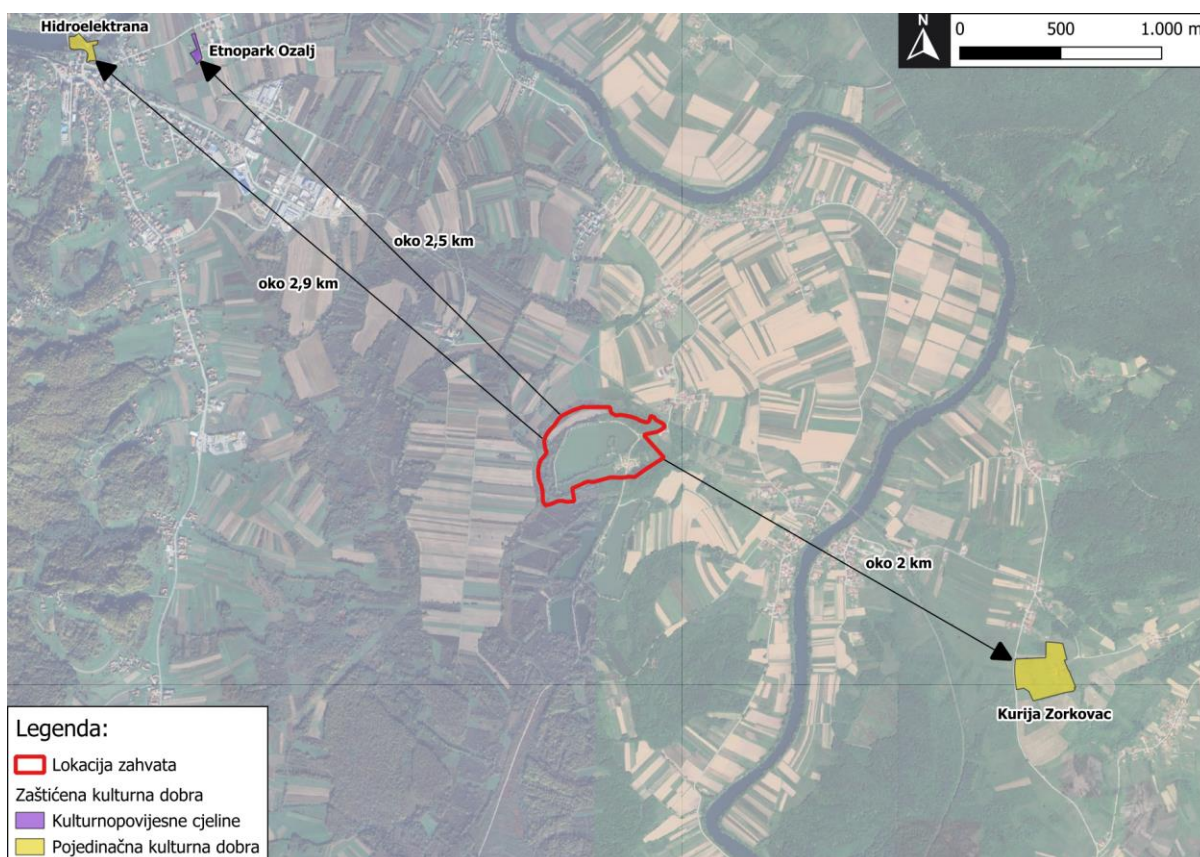 Hidroelektrana
Etnopark Ozalj
N
0 500 1.000 m
oko 2,5 km
oko 2,9 km
oko 2 km
Kurija Zorkovac
Legenda:
Lokacija zahvata
Zaštićena kulturna dobra
Kulturnopovijesne cjeline
Pojedinačna kulturna dobra